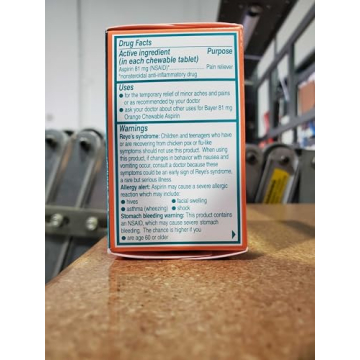 Drug Facts
Active ingredient Purpose
(in each chewable tablet)
Aspirin 81 mg (NSAID)* Pain reliever
*nonsteroidal anti-inflammatory drug
Uses
● for the temporary relief of minor aches and pains
or as recommended by your doctor
● ask your doctor about other uses for Bayer 81 mg
Orange Chewable Aspirin
Warnings
Reye's syndrome: Children and teenagers who have
or are recovering from chicken pox or flu-like
symptoms should not use this product. When using
this product, if changes in behavior with nausea and
vomiting occur, consult a doctor because these
symptoms could be an early sign of Reye's syndrome,
a rare but serious illness.
Allergy alert: Aspirin may cause a severe allergic
reaction which may include:
● hives ● facial swelling
● asthma (wheezing) ● shock
Stomach bleeding warning: This product contains
an NSAID, which may cause severe stomach
bleeding. The chance is higher if you
● are age 60 or older